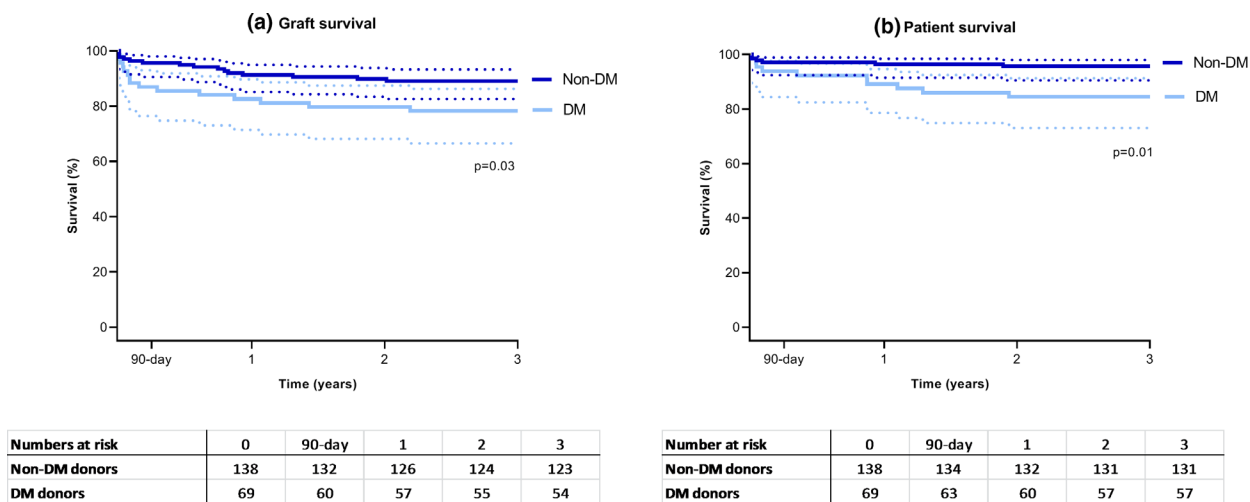 (a) Graft survival
100
80
60
40
20
0
Survival (%)
Non-DM
DM
p=0.03
90-day 1 2 3
Time (years)
Numbers at risk 0 90-day 1 2 3
Non-DM donors 138 132 126 124 123
DM donors 69 60 57 55 54
(b) Patient survival
100
80
60
40
20
0
Survival (%)
Non-DM
DM
p=0.01
90-day 1 2 3
Time (years)
Number at risk 0 90-day 1 2 3
Non-DM donors 138 134 132 131 131
DM donors 69 63 60 57 57